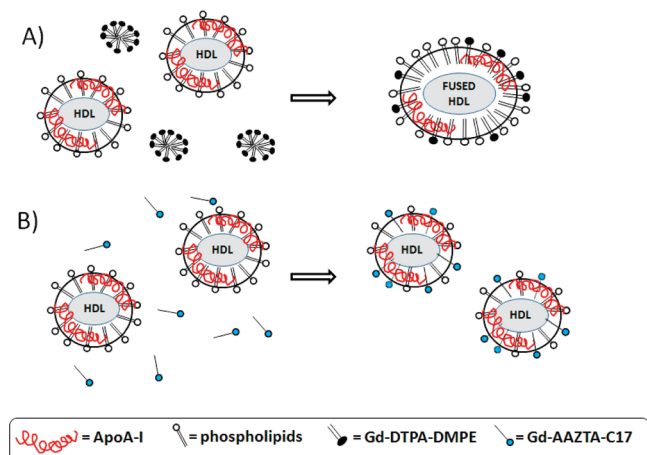 A)
HDL
HDL
FUSED
HDL
B)
HDL
HDL
HDL
HDL
= ApoA-I = phospholipids = Gd-DTPA-DMPE = Gd-AAZTA-C17